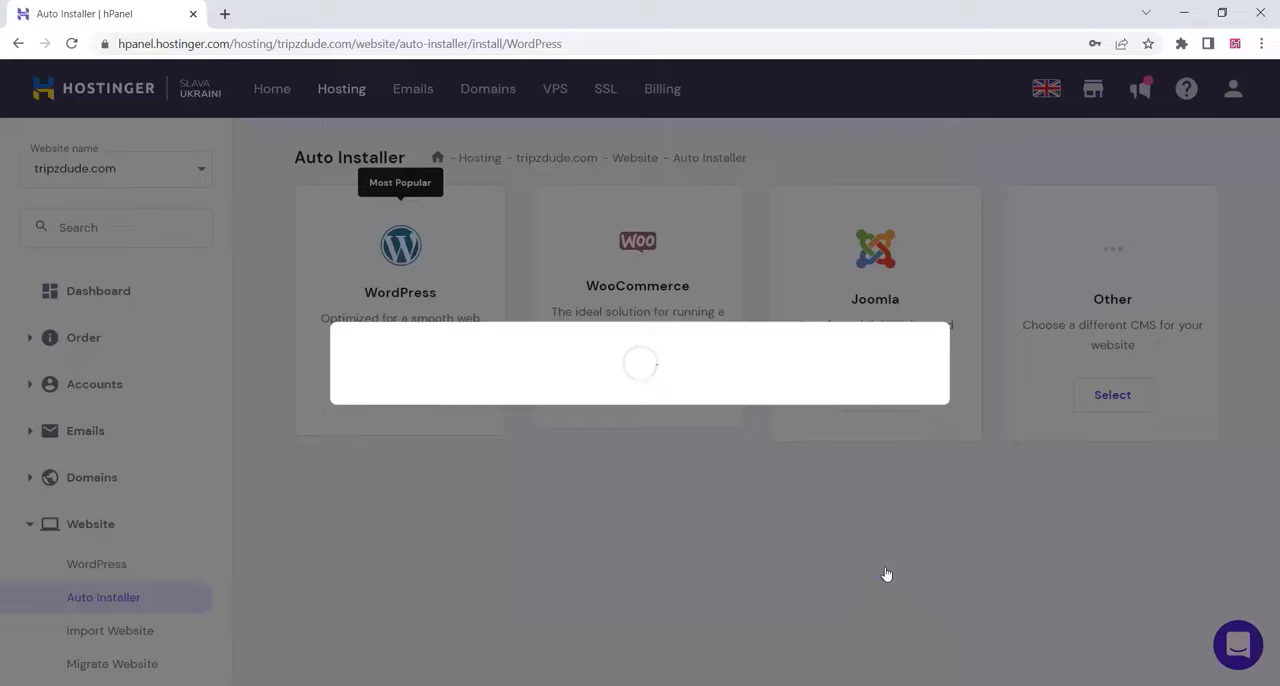 Auto Installer | hPanel
hpanel.hostinger.com/hosting/tripzdude.com/website/auto-installer/install/WordPress
HOSTINGER
SLAVA
UKRAINI
Home
Hosting
Emails
Domains
VPS
SSL
Billing
Website name
tripzdude.com
Search
Dashboard
Order
Accounts
Emails
Domains
Website
WordPress
Auto Installer
Import Website
Migrate Website
Auto Installer
- Hosting - tripzdude.com - Website - Auto Installer
Most Popular
WordPress
Optimized for a smooth web
WOO
WooCommerce
The ideal solution for running a
Joomla
Other
Choose a different CMS for your
website
Select